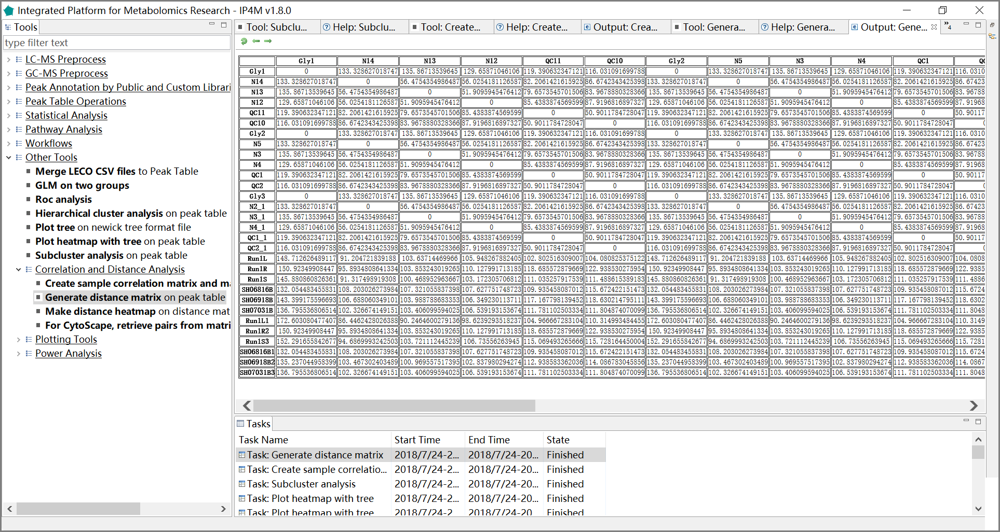 Integrated Platform for Metabolomics Research - IP4M v1.8.0
Tools
type filter text
LC-MS Preprocess
GC-MS Preprocess
Peak Annotation by Public and Custom Librari
Peak Table Operations
Statistical Analysis
Pathway Analysis
Workflows
Other Tools
Merge LECO CSV files to Peak Table
GLM on two groups
Roc analysis
Hierarchical cluster analysis on peak table
Plot tree on newick tree format file
Plot heatmap with tree on peak table
Subcluster analysis on peak table
Correlation and Distance Analysis
Create sample correlation matrix and ma
Generate distance matrix on peak table
Make distance heatmap on distance mat
For CytoScape, retrieve pairs from matri
Plotting Tools
Power Analysis
Tool: Subclu... Help: Subclu... Tool: Create... Help: Create... Output: Crea... Tool: Genera... Help: Genera... Output: Gene... »4
Gly1 N14 N13 N12 QC11 QC10 Gly2 N5 N3 N4 QC1 QC
Gly1 0 133.328627018747 135.86713539645 129.65871046106 119.390632347121 116.031091699788 0 133.328627018747 135.86713539645 129.65871046106 119.390632347121 116.0310
N14 133.328627018747 0 56.4754354986487 56.0254181126587 82.2061421615925 86.6742343425398 133.328627018747 0 56.4754354986487 56.0254181126587 82.2061421615925 86.67423
N13 135.86713539645 56.4754354986487 0 51.9095945476412 79.6573545701506 83.9678880328366 135.86713539645 56.4754354986487 0 51.9095945476412 79.6573545701506 83.96788
N12 129.65871046106 56.0254181126587 51.9095945476412 0 85.4383874569599 87.9196816897327 129.65871046106 56.0254181126587 51.9095945476412 0 85.4383874569599 87.91968
QC11 119.390632347121 82.2061421615925 79.6573545701506 85.4383874569599 0 50.9011784728047 119.390632347121 82.2061421615925 79.6573545701506 85.4383874569599 0 50.90117
QC10 116.031091699788 86.6742343425398 83.9678880328366 87.9196816897327 50.9011784728047 0 116.031091699788 86.6742343425398 83.9678880328366 87.9196816897327 50.9011784728047 0
Gly2 0 133.328627018747 135.86713539645 129.65871046106 119.390632347121 116.031091699788 0 133.328627018747 135.86713539645 129.65871046106 119.390632347121 116.0310
N5 133.328627018747 0 56.4754354986487 56.0254181126587 82.2061421615925 86.6742343425398 133.328627018747 0 56.4754354986487 56.0254181126587 82.2061421615925 86.67423
N3 135.86713539645 56.4754354986487 0 51.9095945476412 79.6573545701506 83.9678880328366 135.86713539645 56.4754354986487 0 51.9095945476412 79.6573545701506 83.96788
N4 129.65871046106 56.0254181126587 51.9095945476412 0 85.4383874569599 87.9196816897327 129.65871046106 56.0254181126587 51.9095945476412 0 85.4383874569599 87.91968
QC1 119.390632347121 82.2061421615925 79.6573545701506 85.4383874569599 0 50.9011784728047 119.390632347121 82.2061421615925 79.6573545701506 85.4383874569599 0 50.90117
QC2 116.031091699788 86.6742343425398 83.9678880328366 87.9196816897327 50.9011784728047 0 116.031091699788 86.6742343425398 83.9678880328366 87.9196816897327 50.9011784728047 0
Gly3 0 133.328627018747 135.86713539645 129.65871046106 119.390632347121 116.031091699788 0 133.328627018747 135.86713539645 129.65871046106 119.390632347121 116.0310
N2_1 133.328627018747 0 56.4754354986487 56.0254181126587 82.2061421615925 86.6742343425398 133.328627018747 0 56.4754354986487 56.0254181126587 82.2061421615925 86.67423
N3_1 135.86713539645 56.4754354986487 0 51.9095945476412 79.6573545701506 83.9678880328366 135.86713539645 56.4754354986487 0 51.9095945476412 79.6573545701506 83.96788
N4_1 129.65871046106 56.0254181126587 51.9095945476412 0 85.4383874569599 87.9196816897327 129.65871046106 56.0254181126587 51.9095945476412 0 85.4383874569599 87.91968
QC1_1 119.390632347121 82.2061421615925 79.6573545701506 85.4383874569599 0 50.9011784728047 119.390632347121 82.2061421615925 79.6573545701506 85.4383874569599 0 50.90117
QC2_1 116.031091699788 86.6742343425398 83.9678880328366 87.9196816897327 50.9011784728047 0 116.031091699788 86.6742343425398 83.9678880328366 87.9196816897327 50.9011784728047 0
Run1L 148.712626489117 91.204721839188 103.63714469966 105.948267882405 102.802516309007 104.080825375122 148.712626489117 91.204721839188 103.63714469966 105.948267882405 102.802516309007 104.0808
Run1R 150.92349908447 95.8934808641334 103.853243019265 110.127991713185 118.685572879669 122.938530275954 150.92349908447 95.8934808641334 103.853243019265 110.127991713185 118.685572879669 122.9385
Run1S 145.880860826361 91.317498919308 100.468952963667 103.172305706812 111.035257917539 111.488615389183 145.880860826361 91.317498919308 100.468952963667 103.172305706812 111.035257917539 111.4886
SH06816B 132.054483455831 108.203026273984 107.321055837398 107.627751748723 109.935458087012 115.672422151473 132.054483455831 108.203026273984 107.321055837398 107.627751748723 109.935458087012 115.6724
SH06918B 143.399175596693 106.688060349101 103.988788683353 106.349230113711 117.167798139452 118.630214795111 143.399175596693 106.688060349101 103.988788683353 106.349230113711 117.167798139452 118.6302
SH07031B 136.795536806514 102.326674149151 103.406099594025 106.539193153674 111.781102503334 111.804874070099 136.795536806514 102.326674149151 103.406099594025 106.539193153674 111.781102503334 111.8048
Run1L1 172.603080477407 86.4462428026388 90.2464600279136 98.6239293518237 104.966667283104 110.314993484455 172.603080477407 86.4462428026388 90.2464600279136 98.6239293518237 104.966667283104 110.3149
Run1R2 150.92349908447 95.8934808641334 103.853243019265 110.127991713185 118.685572879669 122.938530275954 150.92349908447 95.8934808641334 103.853243019265 110.127991713185 118.685572879669 122.9385
Run1S3 152.291655842677 94.6869993242503 103.721112445239 106.73556263945 115.069493265666 115.728164450004 152.291655842677 94.6869993242503 103.721112445239 106.73556263945 115.069493265666 115.7281
SH06816B1 132.054483455831 108.203026273984 107.321055837398 107.627751748723 109.935458087012 115.672422151473 132.054483455831 108.203026273984 107.321055837398 107.627751748723 109.935458087012 115.6724
SH06918B2 135.237044958399 103.467302403489 100.969557517395 102.837980294274 112.938583362036 114.086783045856 135.237044958399 103.467302403489 100.969557517395 102.837980294274 112.938583362036 114.0867
SH07031B3 136.795536806514 102.326674149151 103.406099594025 106.539193153674 111.781102503334 111.804874070099 136.795536806514 102.326674149151 103.406099594025 106.539193153674 111.781102503334 111.8048
Tasks
Task Name Start Time End Time State
Task: Generate distance matrix 2018/7/24-2... 2018/7/24-20... Finished
Task: Create sample correlatio... 2018/7/24-2... 2018/7/24-20... Finished
Task: Subcluster analysis 2018/7/24-2... 2018/7/24-20... Finished
Task: Plot heatmap with tree 2018/7/24-2... 2018/7/24-20... Finished
Task: Plot heatmap with tree 2018/7/24-2 2018/7/24-20 Finished